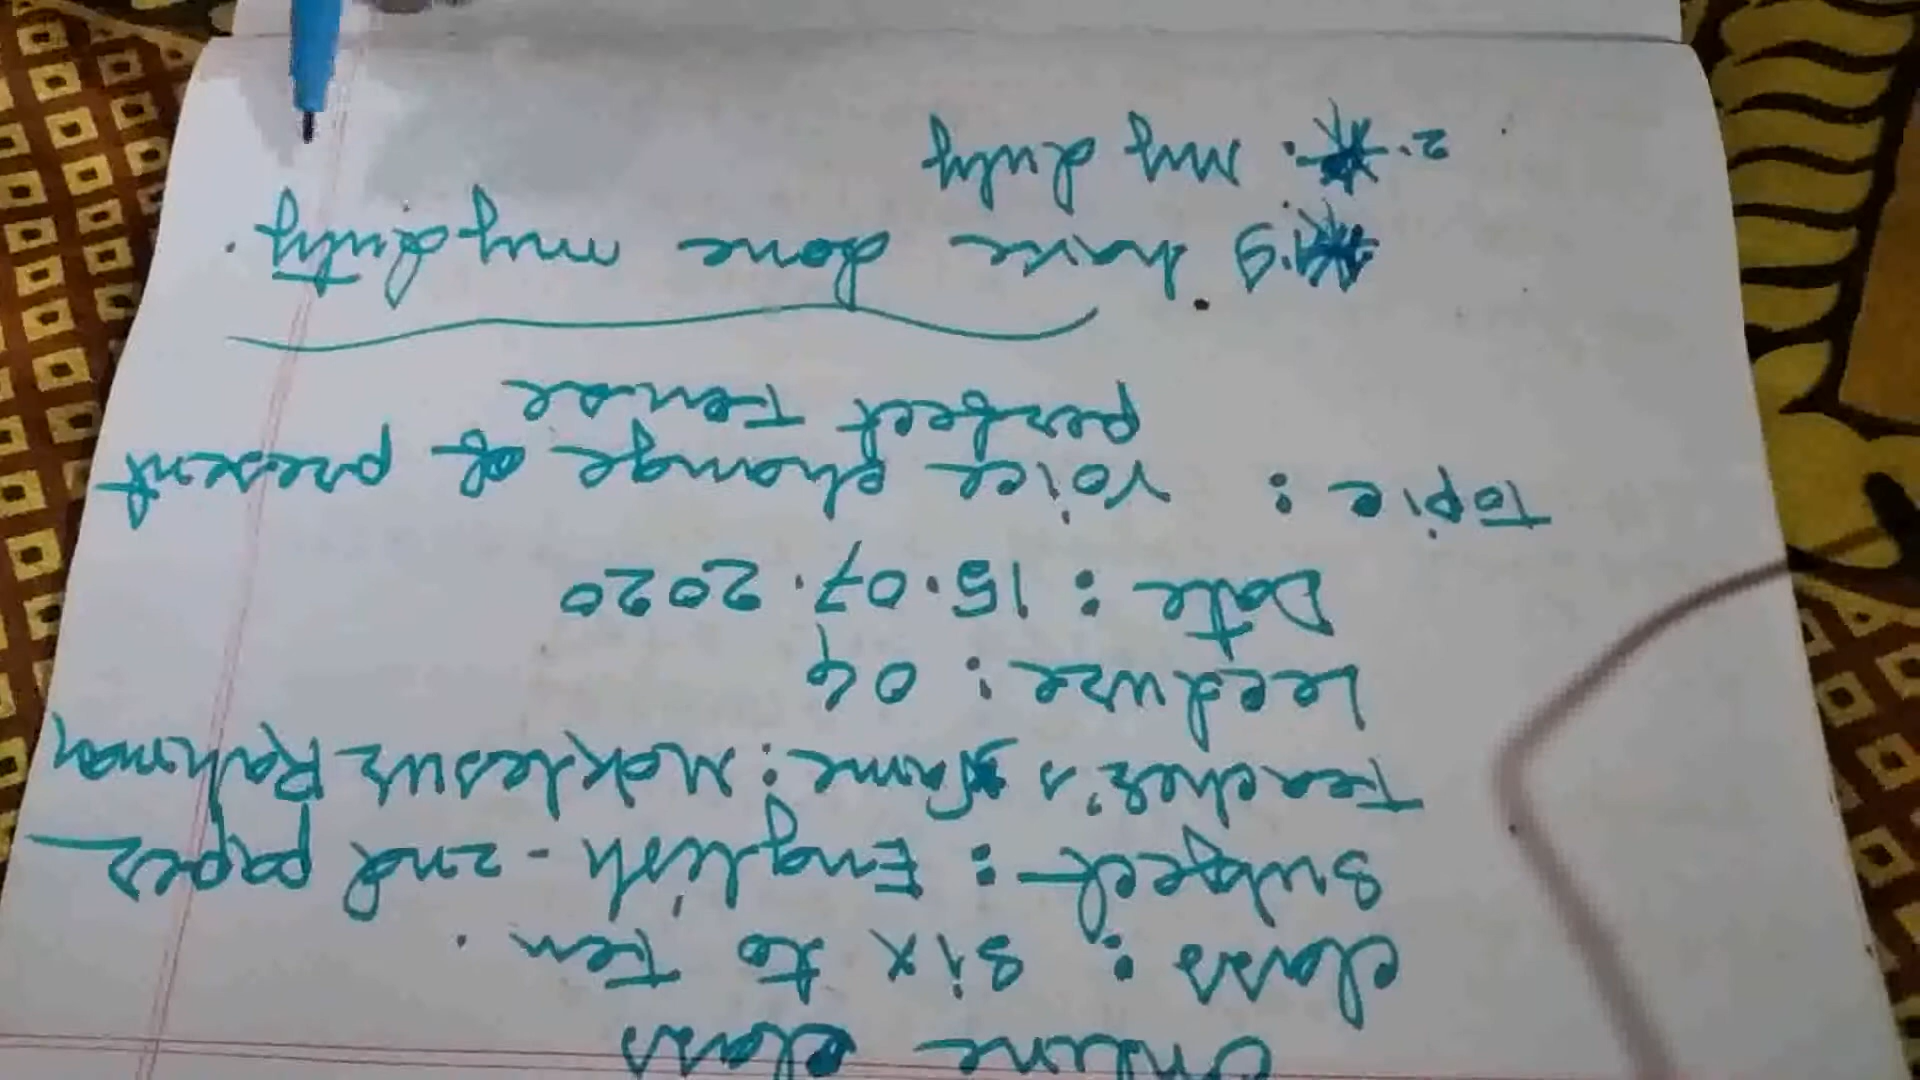 Online class
Class: Six to Ten.
Subject: English - 2nd paper
Teacher's Name: Moklesur Rahman
Lecture: 04
Date: 15.07.2020
Topic: Voice change of present
perfect Tense
1. I have done my duty.
2. My duty